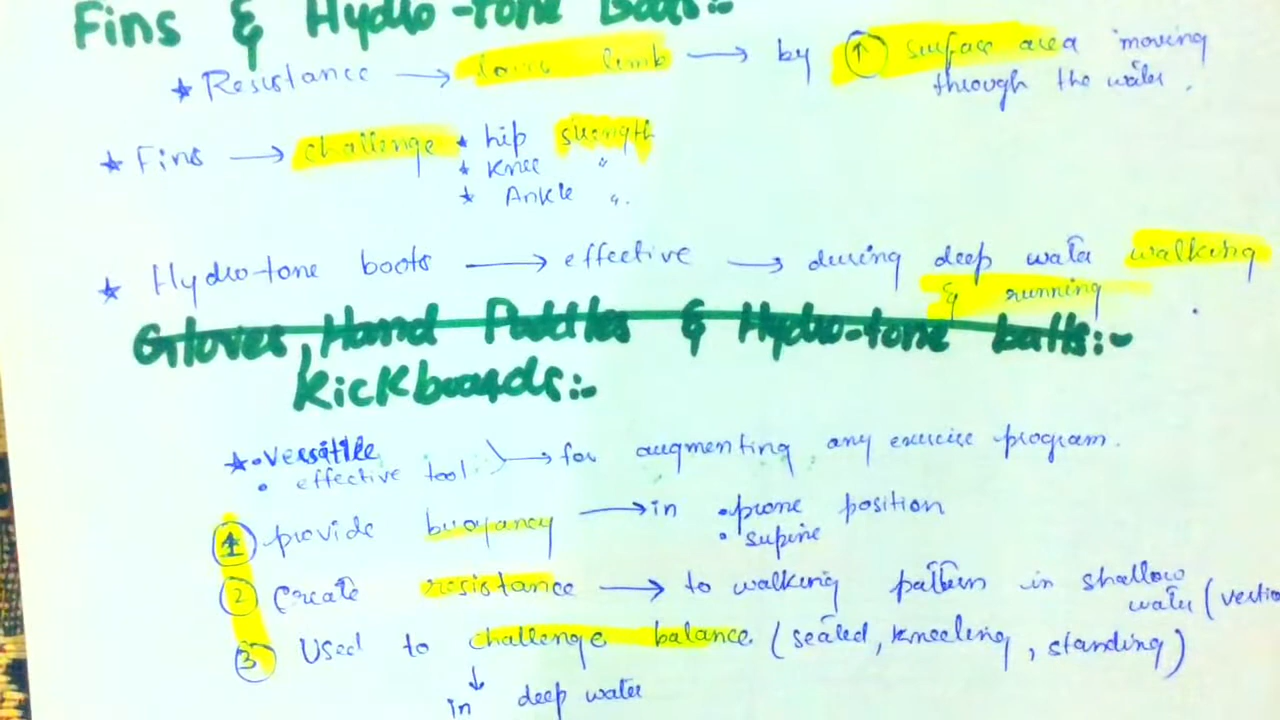 Fins & Hydro-tone Boots:-
★ Resistance → lower limb → by ↑ surface area moving
through the water.
★ Fins → challenge ★ hip strength
★ Knee "
★ Ankle "
★ Hydro-tone boots → effective → during deep water walking
& running
Gloves, Hand Paddles & Hydro-tone balls:-
Kickboards:-
★ • versatile
• effective tool → for augmenting any exercise program.
1 provide buoyancy → in • prone position
• supine
2 Create resistance → to walking pattern in shallow
water (vertic
3 Used to challenge balance (seated, kneeling, standing)
↓
in deep water